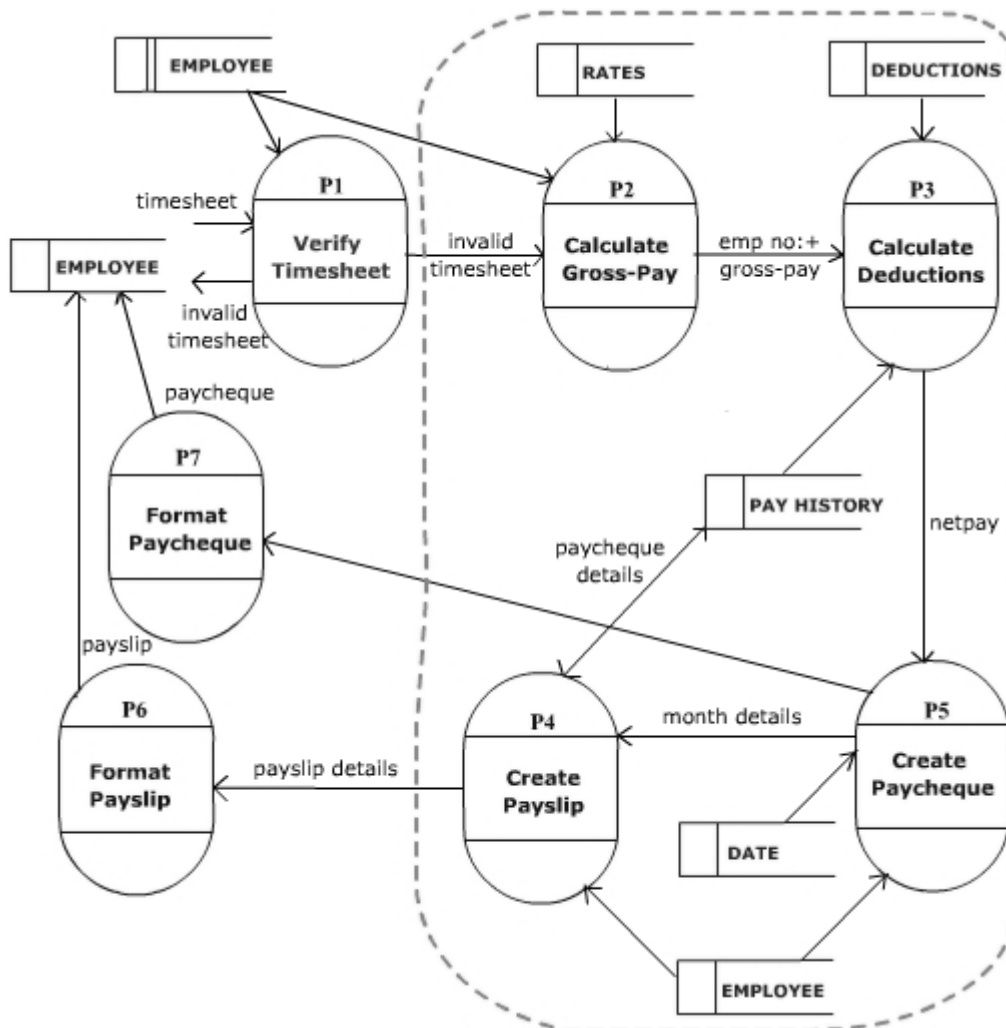 EMPLOYEE
RATES
DEDUCTIONS
P1
P2
P3
timesheet
Verify
Timesheet
invalid
timesheet
Calculate
Gross-Pay
emp no:+
gross-pay
Calculate
Deductions
EMPLOYEE
invalid
timesheet
paycheque
P7
Format
Paycheque
PAY HISTORY
netpay
paycheque
details
payslip
P6
Format
Payslip
payslip details
P4
Create
Payslip
month details
P5
Create
Paycheque
DATE
EMPLOYEE